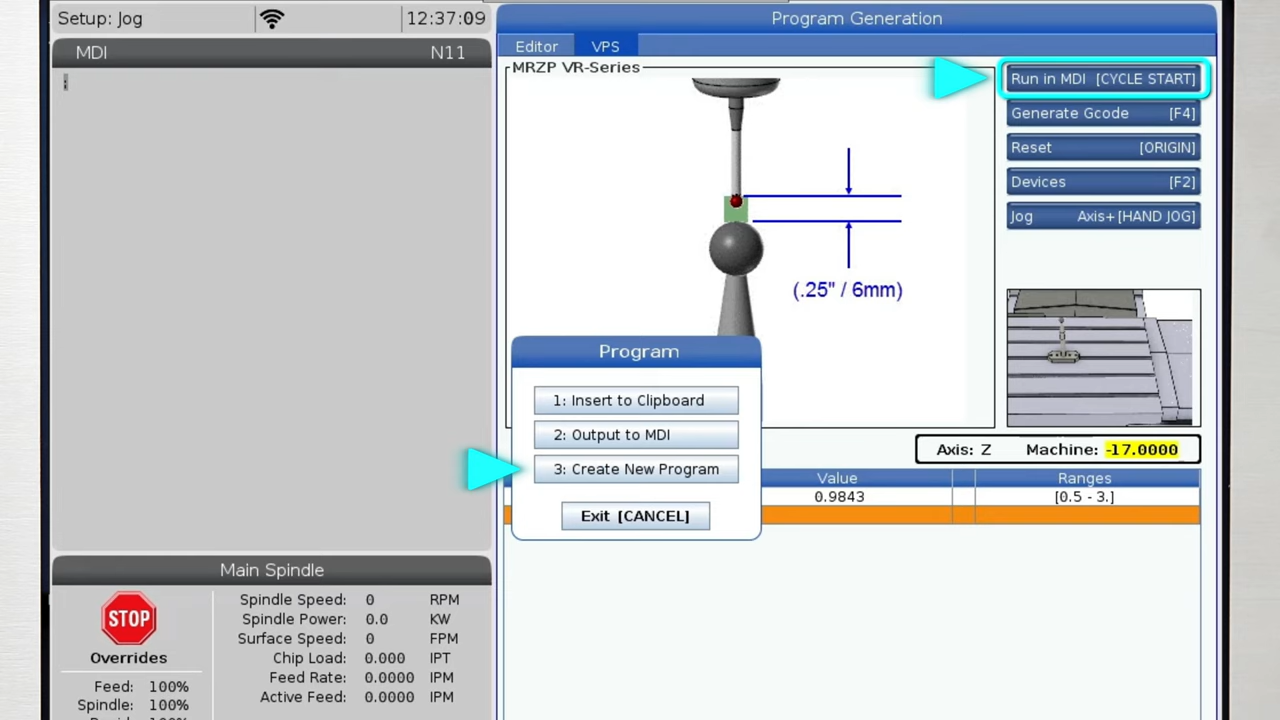 Setup: Jog
12:37:09
Program Generation
MDI
N11
Editor
VPS
MRZP VR-Series
Run in MDI [CYCLE START]
Generate Gcode [F4]
Reset [ORIGIN]
Devices [F2]
Jog Axis+[HAND JOG]
(.25" / 6mm)
Program
1: Insert to Clipboard
2: Output to MDI
3: Create New Program
Exit [CANCEL]
Axis: Z Machine: -17.0000
Value Ranges
0.9843 [0.5 - 3.]
Main Spindle
STOP
Overrides
Feed: 100%
Spindle: 100%
Spindle Speed: 0 RPM
Spindle Power: 0.0 KW
Surface Speed: 0 FPM
Chip Load: 0.000 IPT
Feed Rate: 0.0000 IPM
Active Feed: 0.0000 IPM